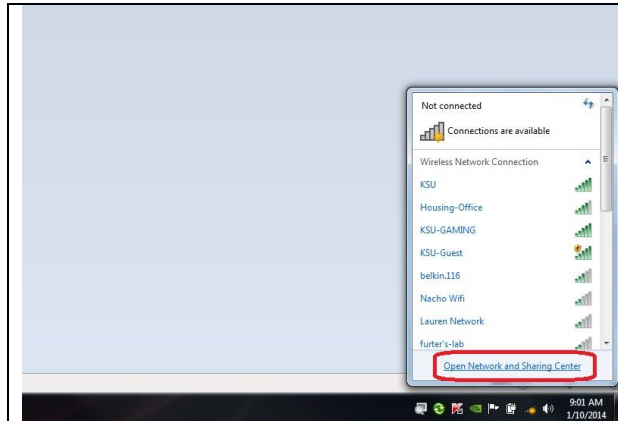 Not connected
Connections are available
Wireless Network Connection
KSU
Housing-Office
KSU-GAMING
KSU-Guest
belkin.116
Nacho Wifi
Lauren Network
furter's-lab
Open Network and Sharing Center
9:01 AM
1/10/2014